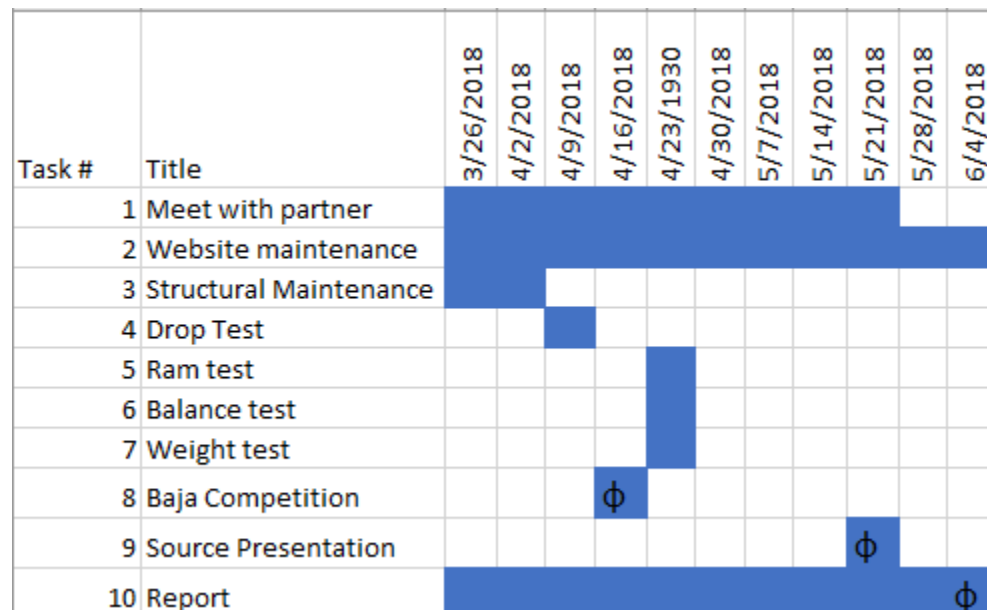 Task # Title 3/26/2018 4/2/2018 4/9/2018 4/16/2018 4/23/1930 4/30/2018 5/7/2018 5/14/2018 5/21/2018 5/28/2018 6/4/2018
1 Meet with partner
2 Website maintenance
3 Structural Maintenance
4 Drop Test
5 Ram test
6 Balance test
7 Weight test
8 Baja Competition ф
9 Source Presentation ф
10 Report ф